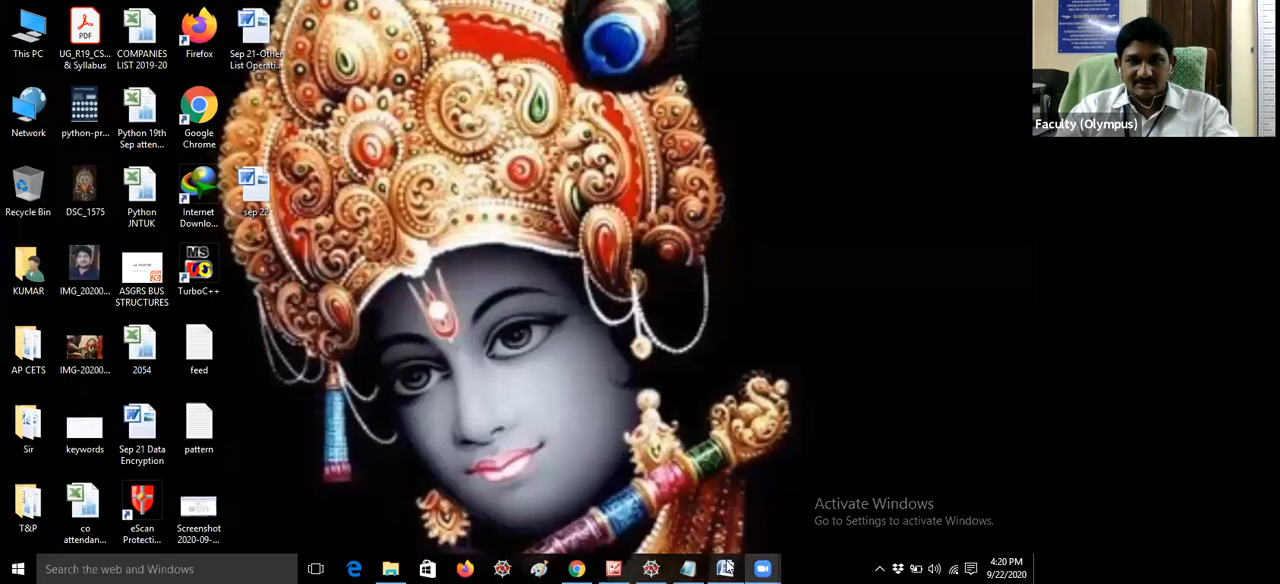 This PC
UG_R19_CS...
& Syllabus
COMPANIES
LIST 2019-20
Firefox
Sep 21-Other
List Operati...
Network
python-pr...
Python 19th
Sep atten...
Google
Chrome
Recycle Bin
DSC_1575
Python
JNTUK
Internet
Downlo...
sep 22
KUMAR
IMG_20200...
ASGRS BUS
STRUCTURES
TurboC++
AP CETS
IMG-20200...
2054
feed
Sir
keywords
Sep 21 Data
Encryption
pattern
T&P
co
attendan...
eScan
Protecti...
Screenshot
2020-09-...
Faculty (Olympus)
Activate Windows
Go to Settings to activate Windows.
Search the web and Windows
4:20 PM
9/22/2020